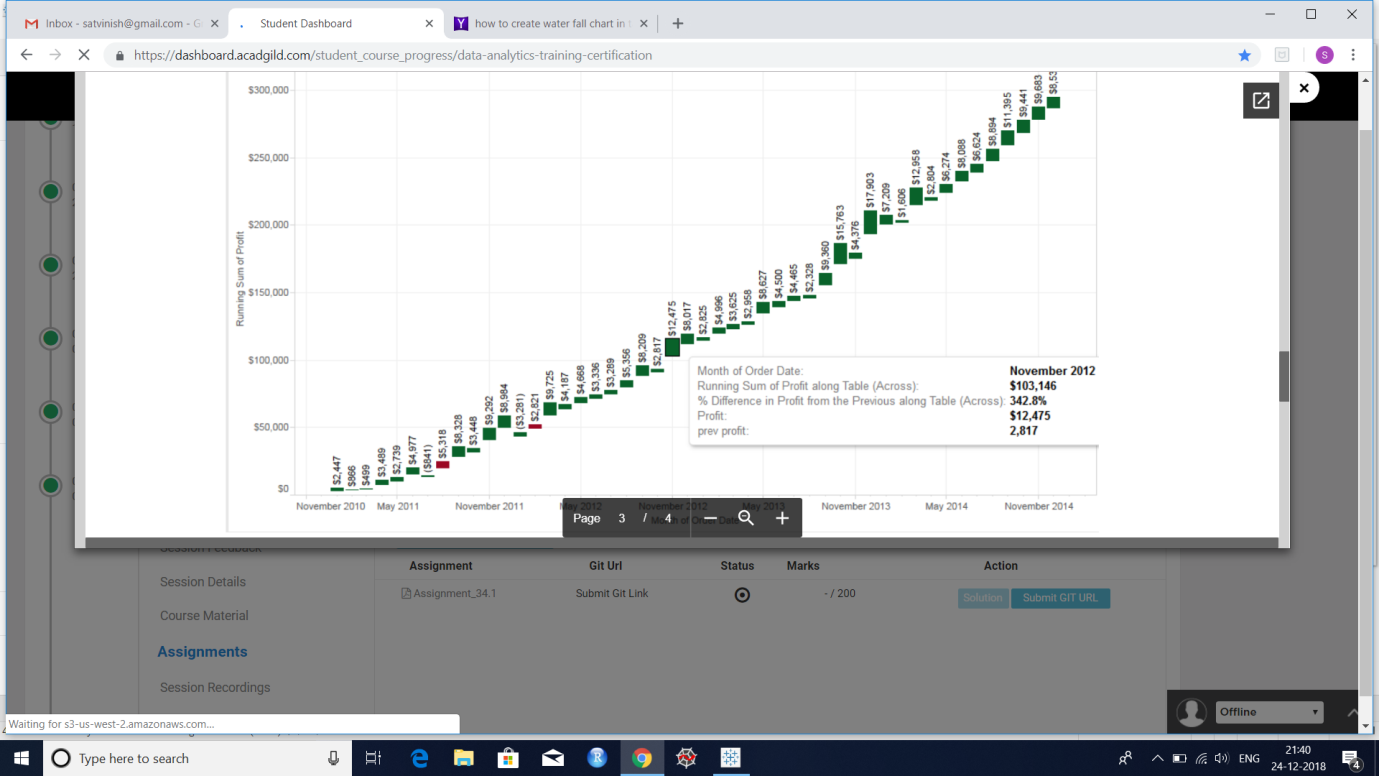 Inbox - satvinish@gmail.com - G
Student Dashboard
how to create water fall chart in t
https://dashboard.acadgild.com/student_course_progress/data-analytics-training-certification
S
$300,000
$250,000
$200,000
$150,000
$100,000
$50,000
$0
Running Sum of Profit
$2,447
$866
$499
$3,489
$2,739
$4,977
($841)
$5,318
$8,328
$3,448
$9,292
$8,984
($3,281)
$2,821
$9,725
$4,187
$4,668
$3,336
$3,289
$5,356
$8,209
$2,817
$12,475
$8,017
$2,825
$4,996
$3,625
$2,958
$8,627
$4,500
$4,465
$2,328
$9,360
$15,763
$4,376
$17,903
$7,209
$1,606
$12,958
$2,804
$6,274
$8,088
$6,624
$8,894
$11,395
$9,441
$9,683
$8,53
Month of Order Date: November 2012
Running Sum of Profit along Table (Across): $103,146
% Difference in Profit from the Previous along Table (Across): 342.8%
Profit: $12,475
prev profit: 2,817
November 2010 May 2011 November 2011 May 2012 November 2012 May 2013 November 2013 May 2014 November 2014
Month of Order Date
Page 3 / 4
Session Feedback
Session Details
Course Material
Assignments
Session Recordings
Assignment Git Url Status Marks Action
Assignment_34.1 Submit Git Link - / 200 Solution Submit GIT URL
Offline
Waiting for s3-us-west-2.amazonaws.com...
Type here to search
R
ENG
21:40
24-12-2018
4